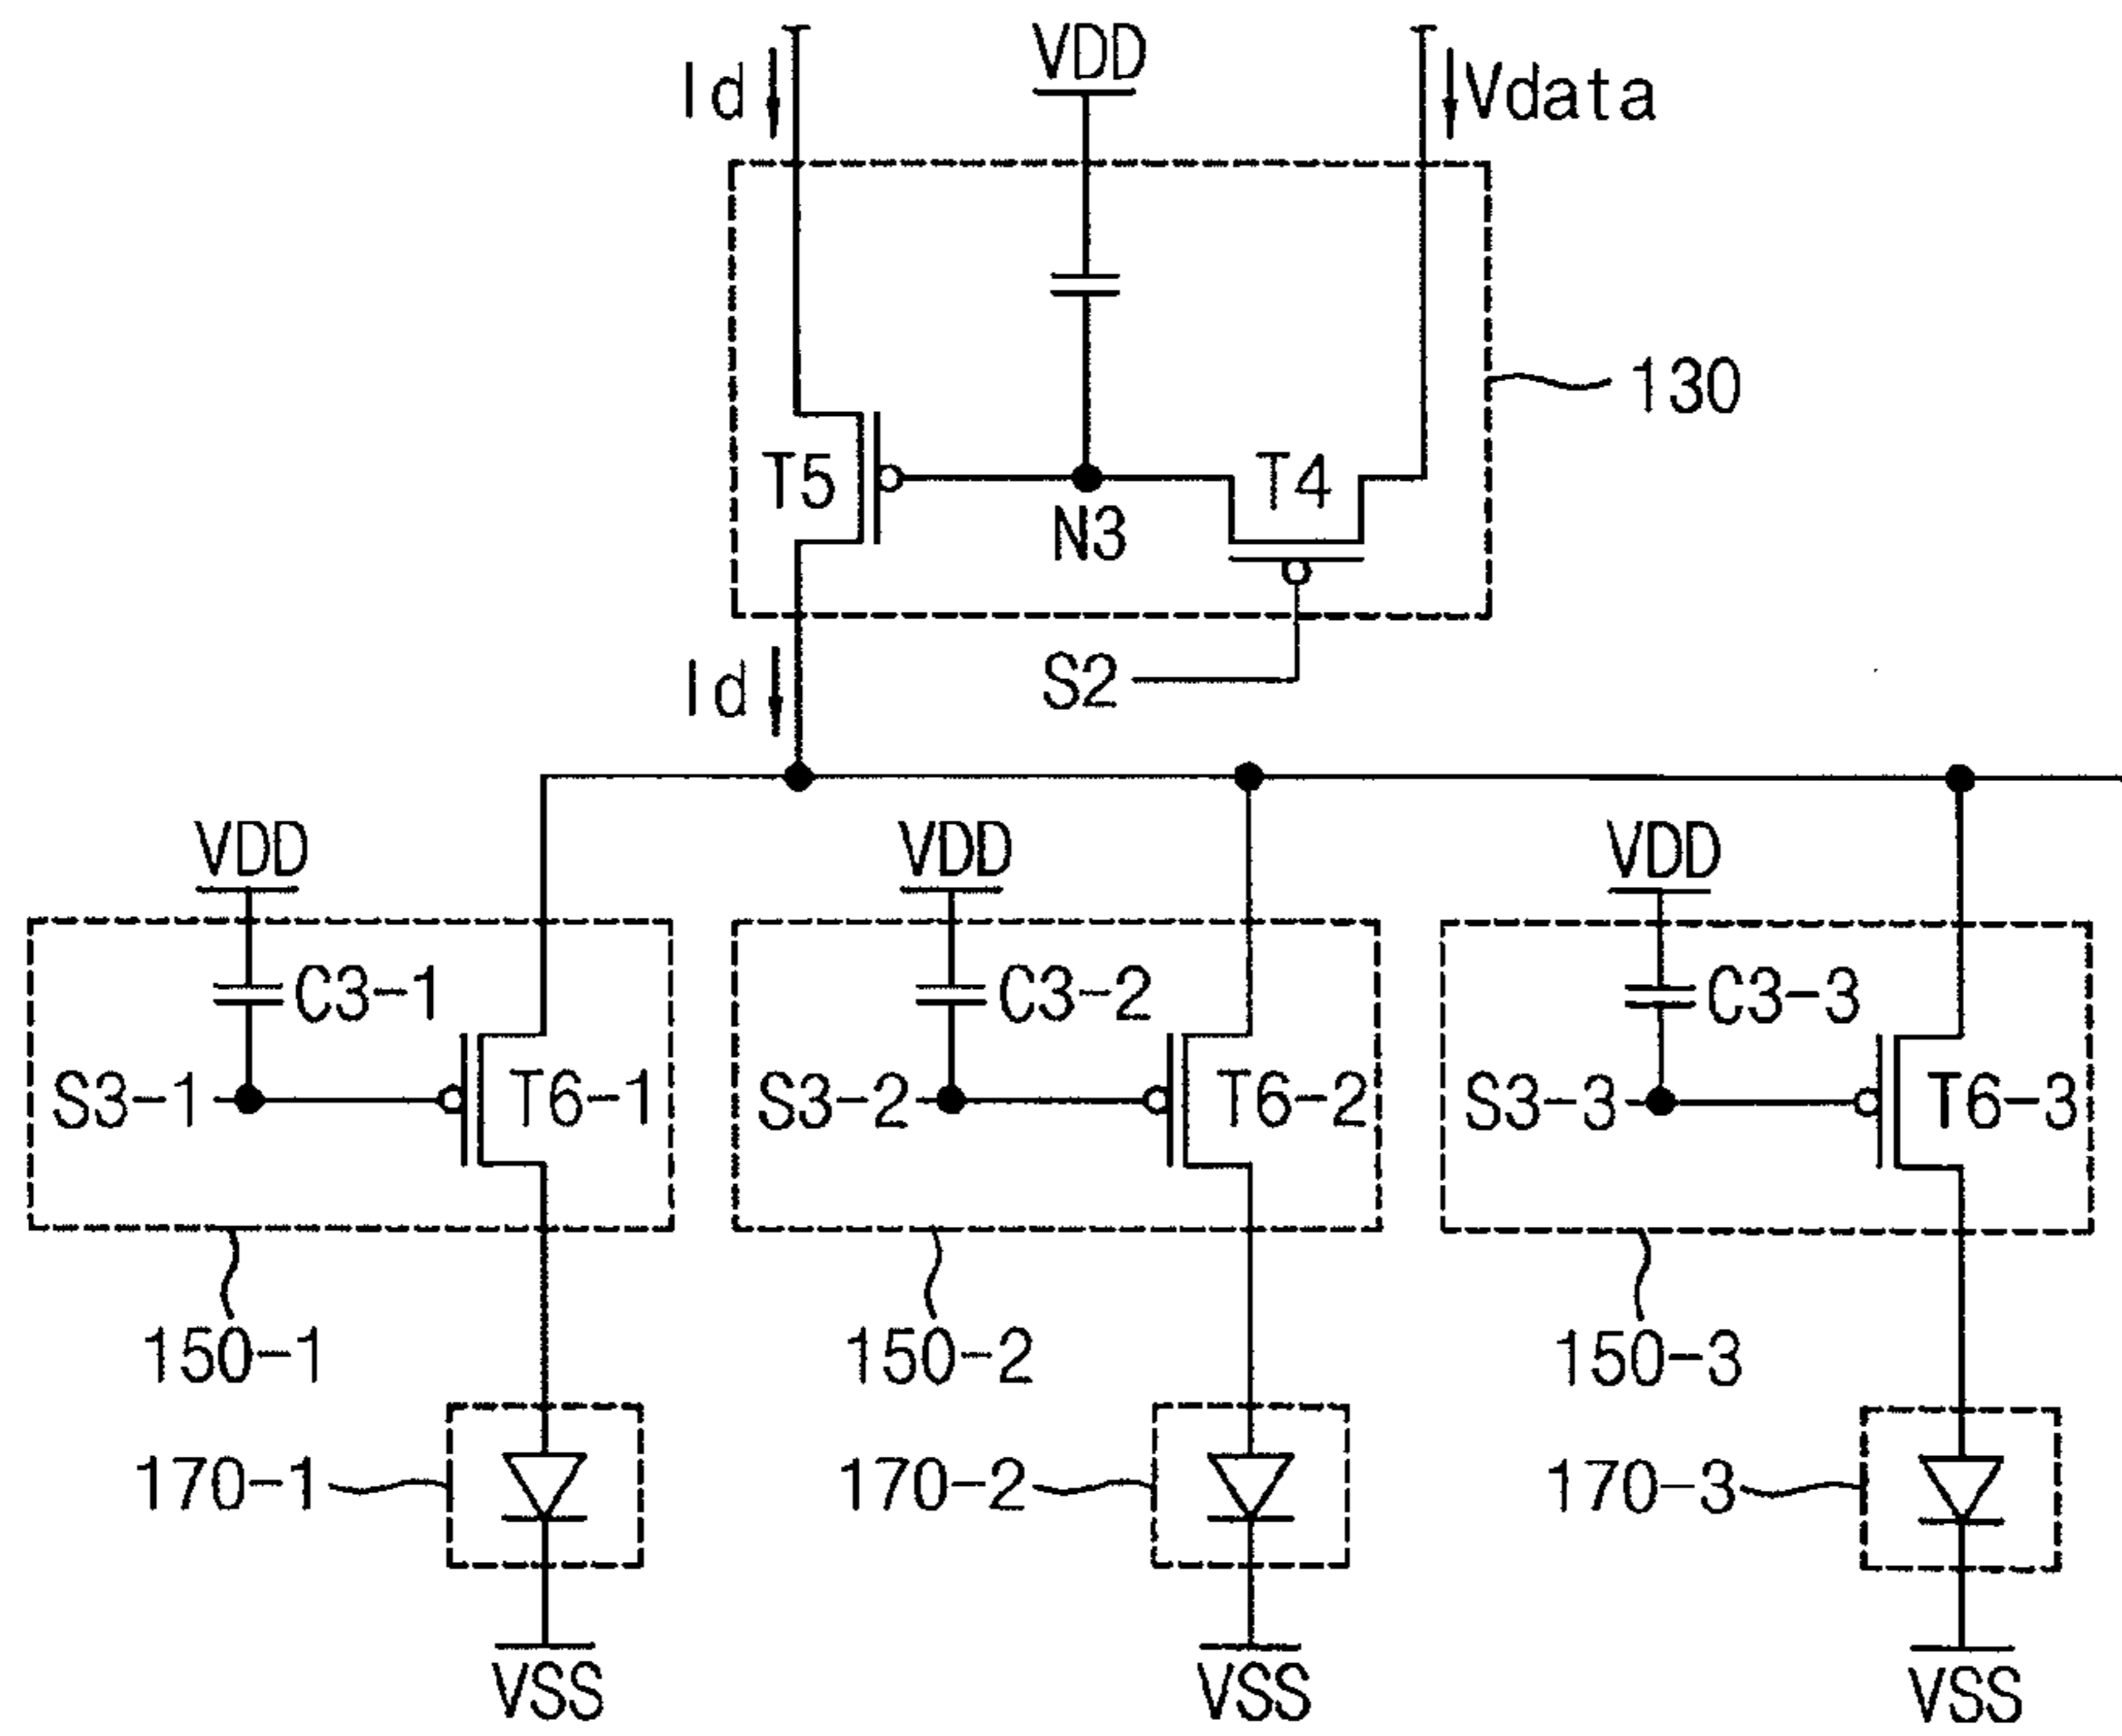 Id
VDD
Vdata
130
T5
T4
N3
S2
Id
VDD
VDD
VDD
C3-1
C3-2
C3-3
S3-1
T6-1
S3-2
T6-2
S3-3
T6-3
150-1
150-2
150-3
170-1
170-2
170-3
VSS
VSS
VSS